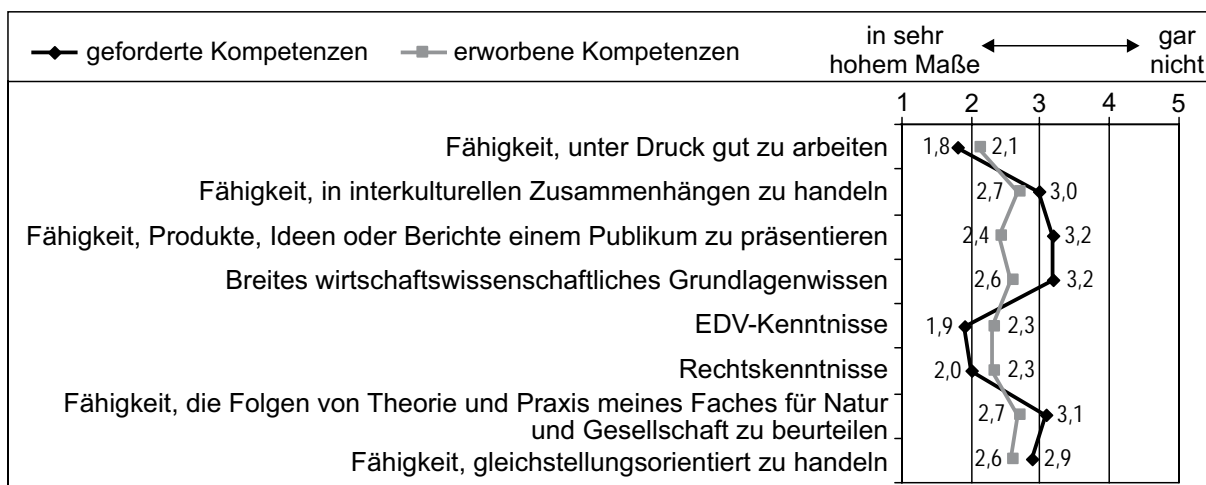 geforderte Kompetenzen
erworbene Kompetenzen
in sehr
hohem Maße
gar
nicht
1 2 3 4 5
Fähigkeit, unter Druck gut zu arbeiten 1,8 2,1
Fähigkeit, in interkulturellen Zusammenhängen zu handeln 2,7 3,0
Fähigkeit, Produkte, Ideen oder Berichte einem Publikum zu präsentieren 2,4 3,2
Breites wirtschaftswissenschaftliches Grundlagenwissen 2,6 3,2
EDV-Kenntnisse 1,9 2,3
Rechtskenntnisse 2,0 2,3
Fähigkeit, die Folgen von Theorie und Praxis meines Faches für Natur
und Gesellschaft zu beurteilen 2,7 3,1
Fähigkeit, gleichstellungsorientiert zu handeln 2,6 2,9